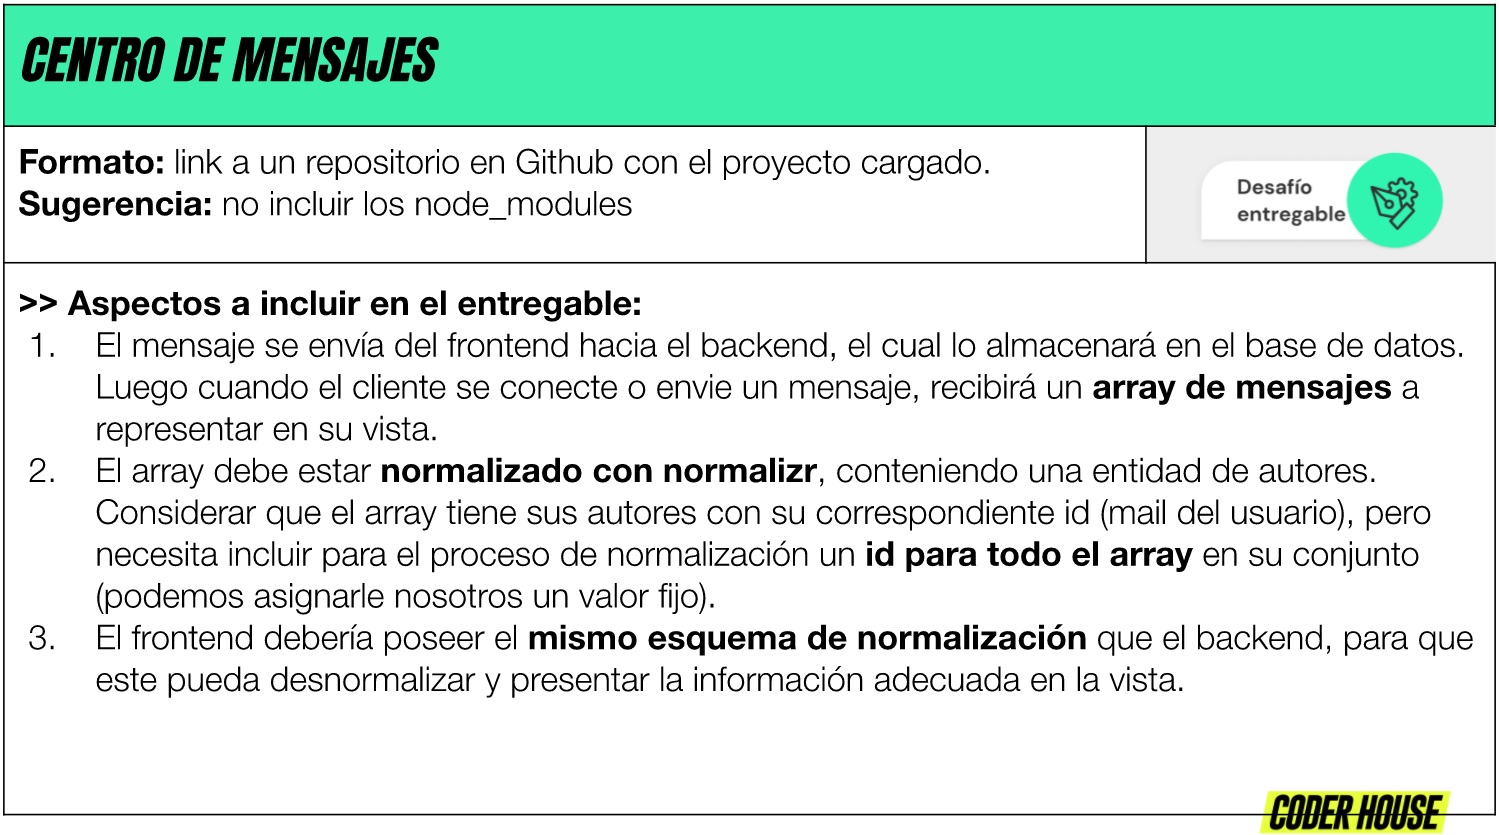 CENTRO DE MENSAJES
Formato: link a un repositorio en Github con el proyecto cargado.
Sugerencia: no incluir los node_modules
Desafío
entregable
>> Aspectos a incluir en el entregable:
1. El mensaje se envía del frontend hacia el backend, el cual lo almacenará en el base de datos.
Luego cuando el cliente se conecte o envie un mensaje, recibirá un array de mensajes a
representar en su vista.
2. El array debe estar normalizado con normalizr, conteniendo una entidad de autores.
Considerar que el array tiene sus autores con su correspondiente id (mail del usuario), pero
necesita incluir para el proceso de normalización un id para todo el array en su conjunto
(podemos asignarle nosotros un valor fijo).
3. El frontend debería poseer el mismo esquema de normalización que el backend, para que
este pueda desnormalizar y presentar la información adecuada en la vista.
CODER HOUSE